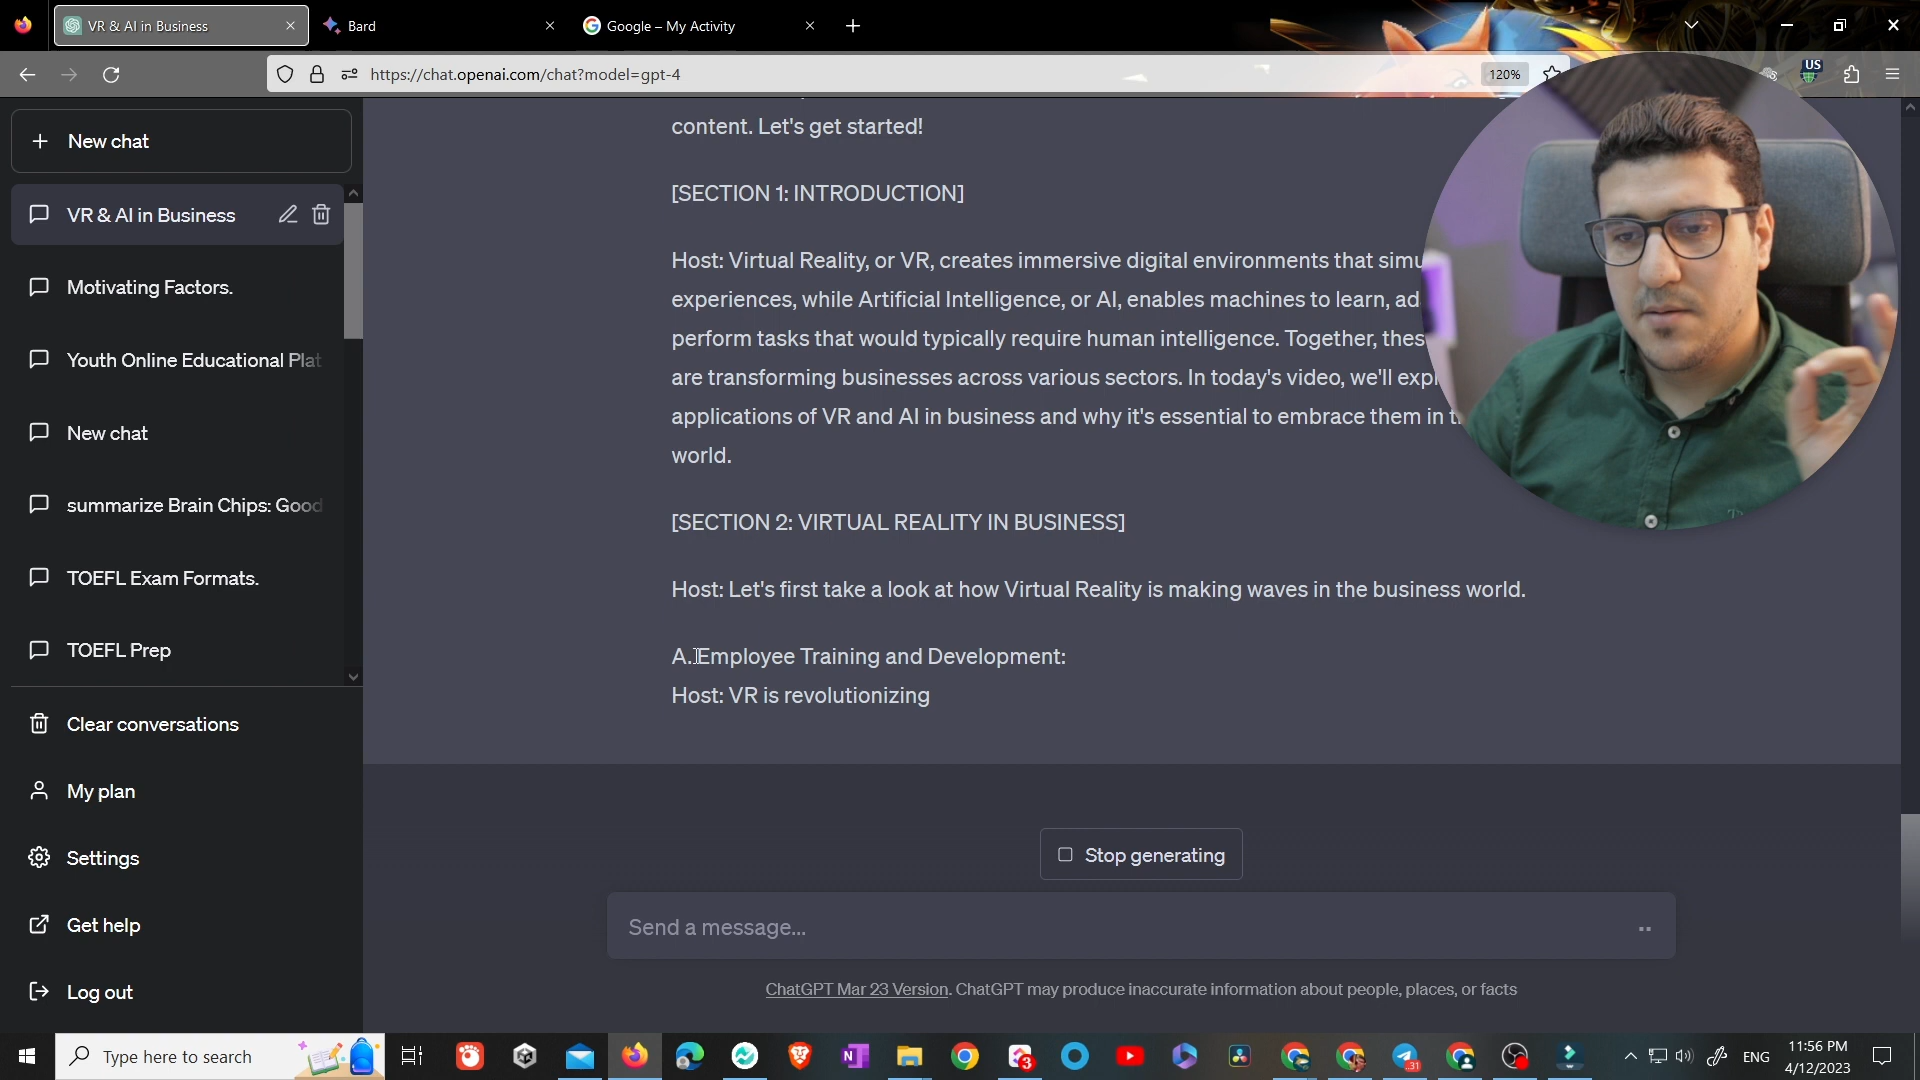 VR & AI in Business
Bard
Google – My Activity
https://chat.openai.com/chat?model=gpt-4
120%
US
New chat
VR & AI in Business
Motivating Factors.
Youth Online Educational Plat
New chat
summarize Brain Chips: Good
TOEFL Exam Formats.
TOEFL Prep
Clear conversations
My plan
Settings
Get help
Log out
content. Let's get started!
[SECTION 1: INTRODUCTION]
Host: Virtual Reality, or VR, creates immersive digital environments that simu
experiences, while Artificial Intelligence, or AI, enables machines to learn, ad
perform tasks that would typically require human intelligence. Together, thes
are transforming businesses across various sectors. In today's video, we'll exp
applications of VR and AI in business and why it's essential to embrace them in t
world.
[SECTION 2: VIRTUAL REALITY IN BUSINESS]
Host: Let's first take a look at how Virtual Reality is making waves in the business world.
A. Employee Training and Development:
Host: VR is revolutionizing
Stop generating
Send a message...
ChatGPT Mar 23 Version. ChatGPT may produce inaccurate information about people, places, or facts
Type here to search
N
3
31
ENG
11:56 PM
4/12/2023